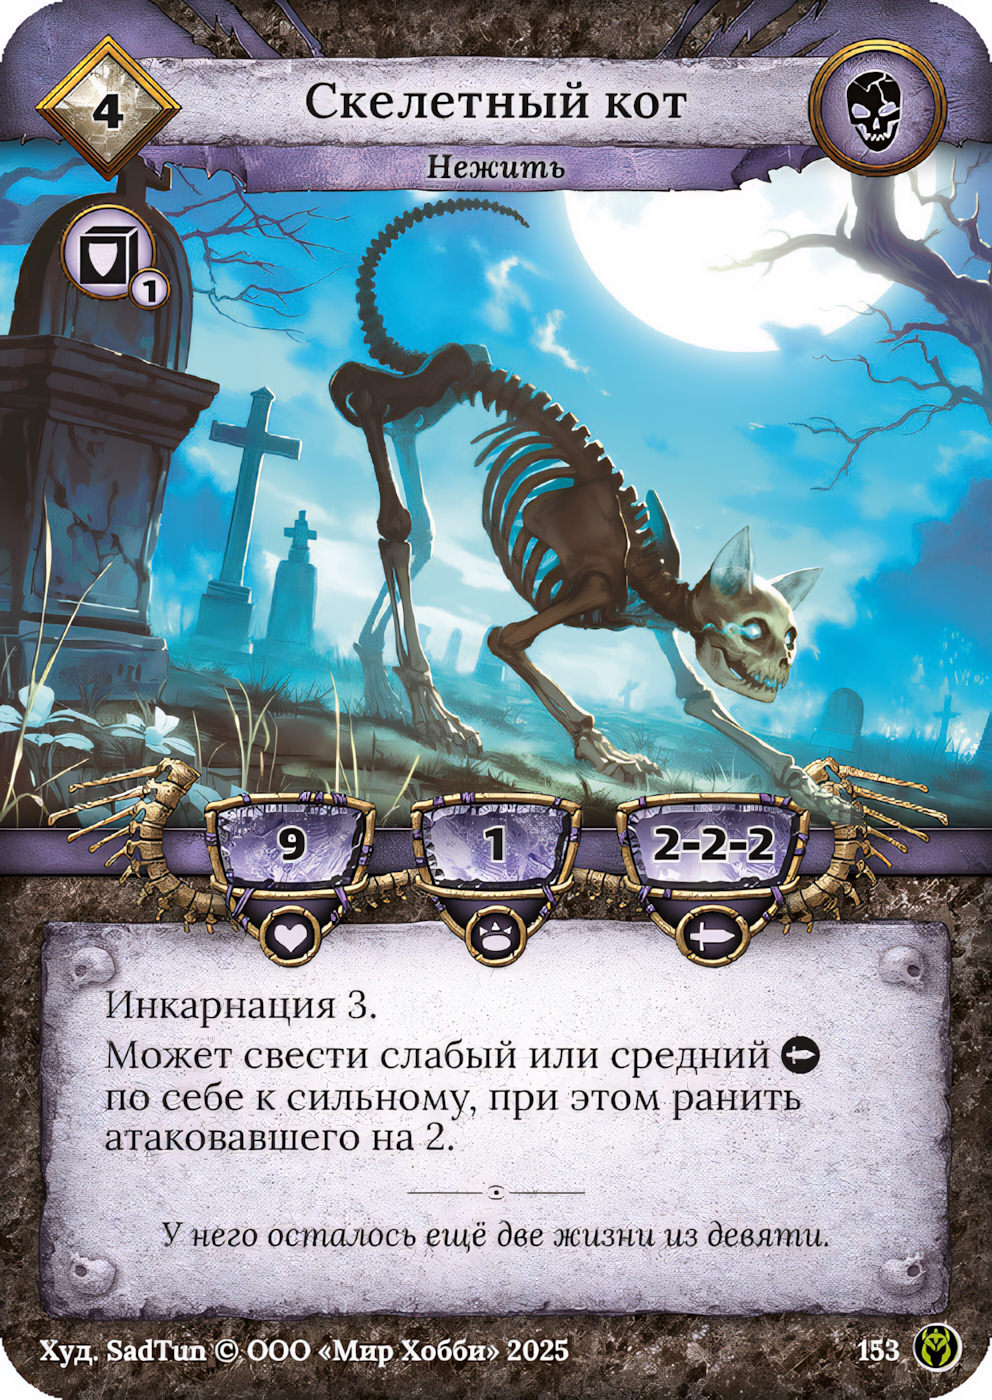 4
Скелетный кот
Нежить
1
9
1
2-2-2
Инкарнация 3.
Может свести слабый или средний
по себе к сильному, при этом ранить
атаковавшего на 2.
У него осталось ещё две жизни из девяти.
Худ. SadTun © ООО «Мир Хобби» 2025
153